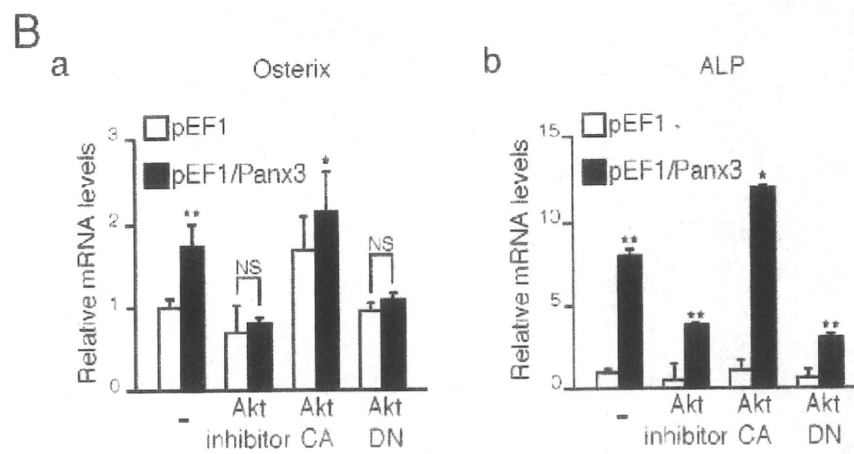 B
a
Osterix
pEF1
pEF1/Panx3
Relative mRNA levels
3
2
1
0
**
NS
*
NS
-
Akt inhibitor
Akt CA
Akt DN
b
ALP
pEF1
pEF1/Panx3
Relative mRNA levels
15
10
5
0
**
**
*
**
-
Akt inhibitor
Akt CA
Akt DN